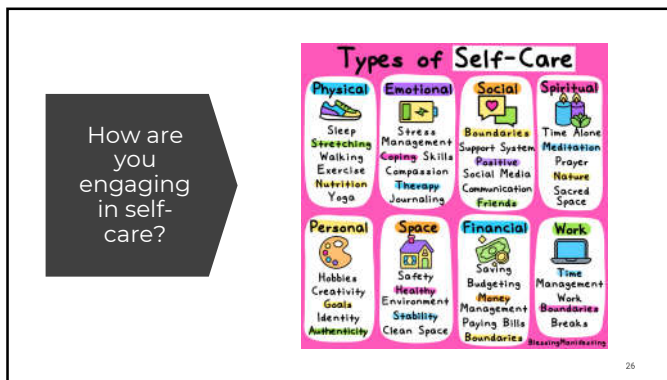 How are
you
engaging
in self-
care?
Types of Self-Care
Physical
Sleep
Stretching
Walking
Exercise
Nutrition
Yoga
Emotional
Stress
Management
Coping Skills
Compassion
Therapy
Journaling
Social
Boundaries
Support System
Positive
Social Media
Communication
Friends
Spiritual
Time Alone
Meditation
Prayer
Nature
Sacred
Space
Personal
Hobbies
Creativity
Goals
Identity
Authenticity
Space
Safety
Healthy
Environment
Stability
Clean Space
Financial
Saving
Budgeting
Money
Management
Paying Bills
Boundaries
Work
Time
Management
Work
Boundaries
Breaks
BlessingManifesting
26